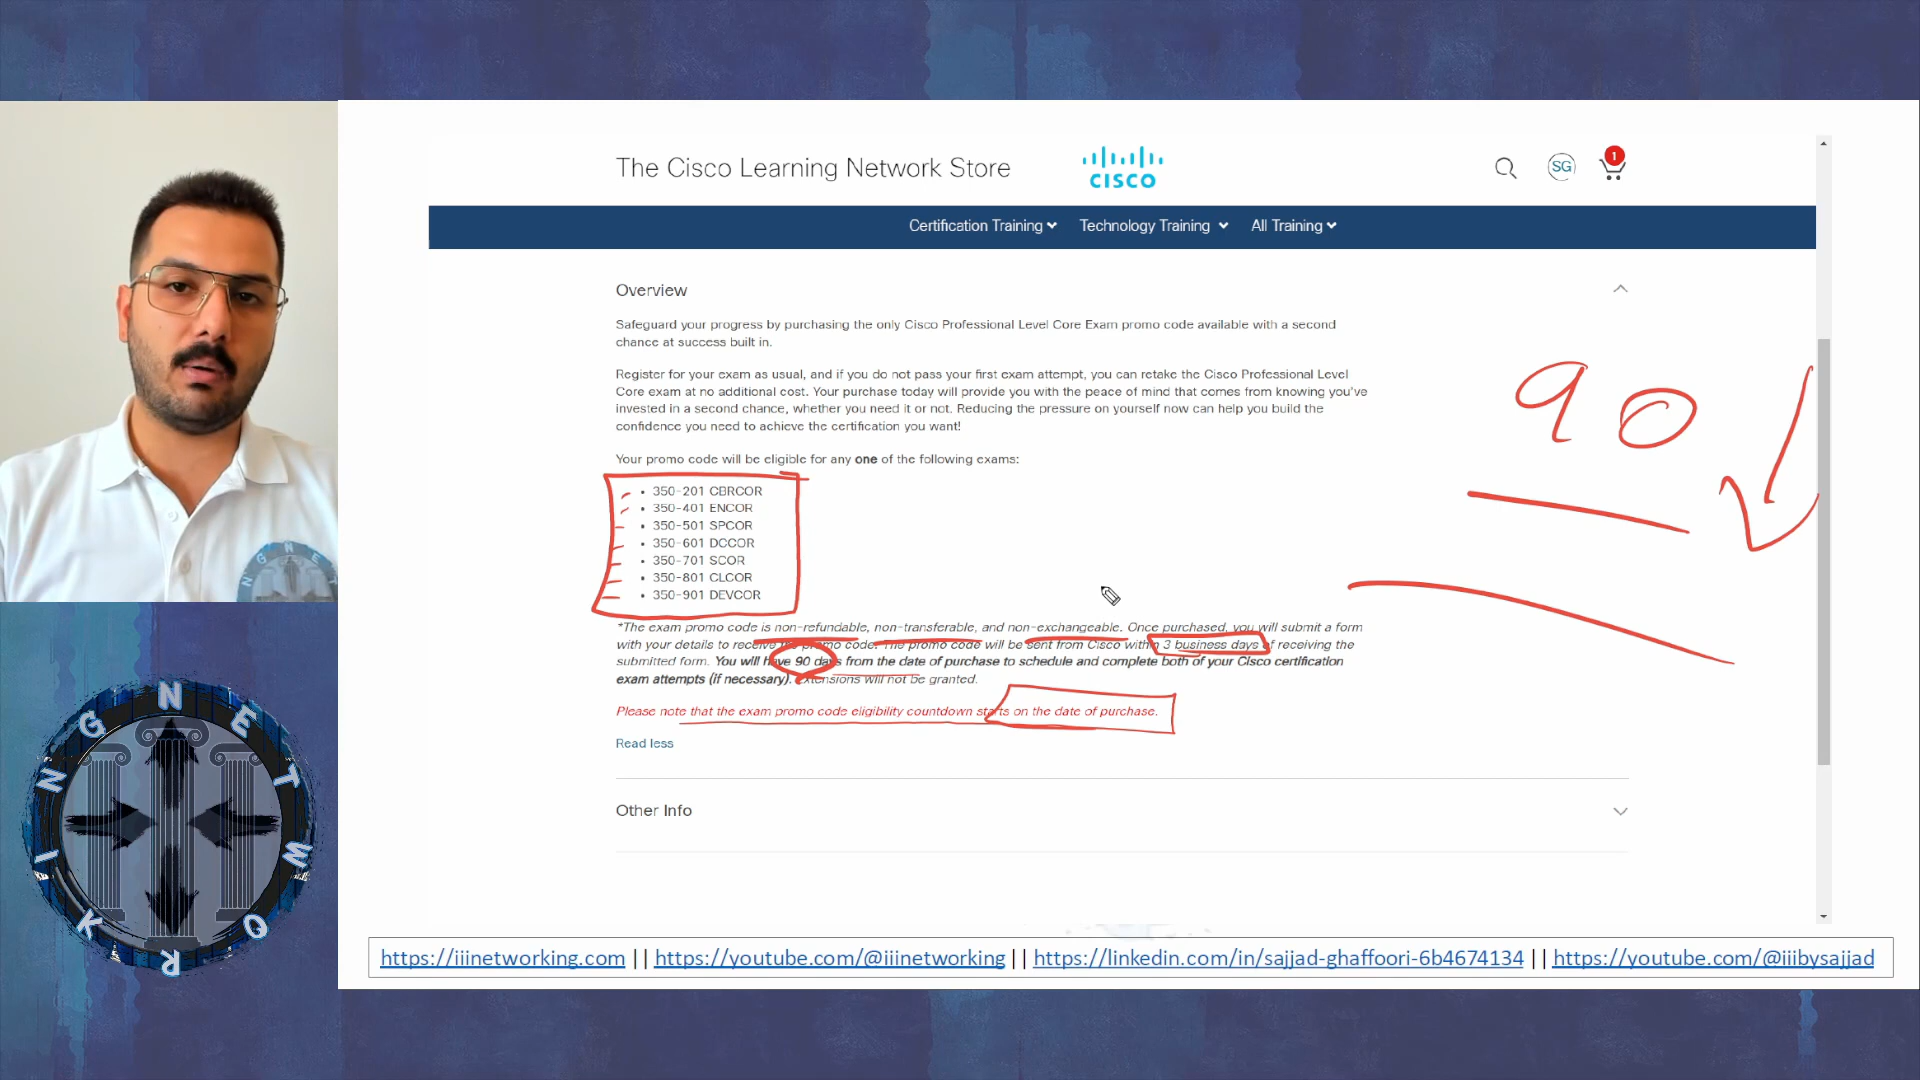 The Cisco Learning Network Store
CISCO
SG
1
Certification Training
Technology Training
All Training
Overview
Safeguard your progress by purchasing the only Cisco Professional Level Core Exam promo code available with a second
chance at success built in.
Register for your exam as usual, and if you do not pass your first exam attempt, you can retake the Cisco Professional Level
Core exam at no additional cost. Your purchase today will provide you with the peace of mind that comes from knowing you've
invested in a second chance, whether you need it or not. Reducing the pressure on yourself now can help you build the
confidence you need to achieve the certification you want!
Your promo code will be eligible for any one of the following exams:
• 350-201 CBRCOR
• 350-401 ENCOR
• 350-501 SPCOR
• 350-601 DCCOR
• 350-701 SCOR
• 350-801 CLCOR
• 350-901 DEVCOR
90
*The exam promo code is non-refundable, non-transferable, and non-exchangeable. Once purchased, you will submit a form
with your details to receive the promo code. The promo code will be sent from Cisco within 3 business days of receiving the
submitted form. You will have 90 days from the date of purchase to schedule and complete both of your Cisco certification
exam attempts (if necessary). Extensions will not be granted.
Please note that the exam promo code eligibility countdown starts on the date of purchase.
Read less
Other Info
NETWORKING
https://iiinetworking.com || https://youtube.com/@iiinetworking || https://linkedin.com/in/sajjad-ghaffoori-6b4674134 || https://youtube.com/@iiibysajjad